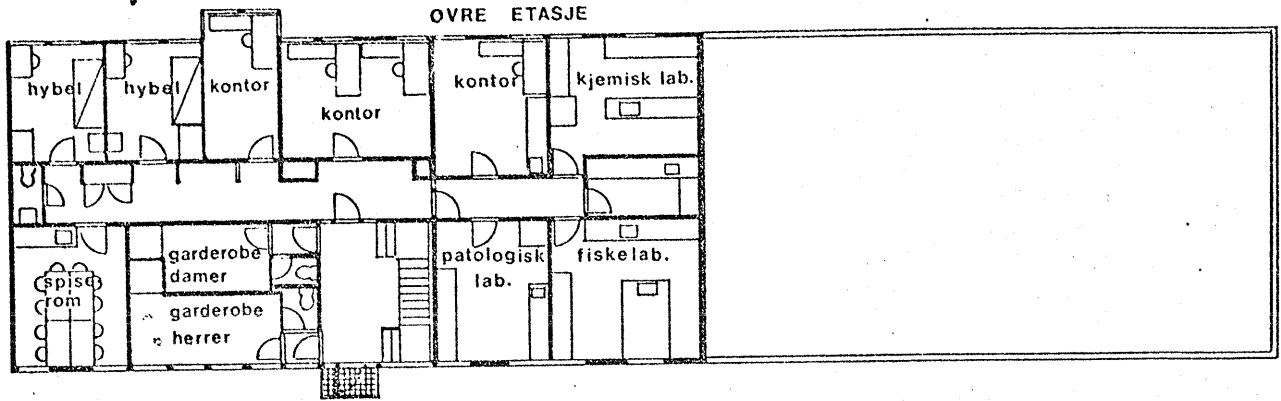 OVRE ETASJE
hybel
hybel
kontor
kontor
kontor
kjemisk lab.
garderobe
damer
patologisk
lab.
fiskelab.
spise
rom
garderobe
herrer